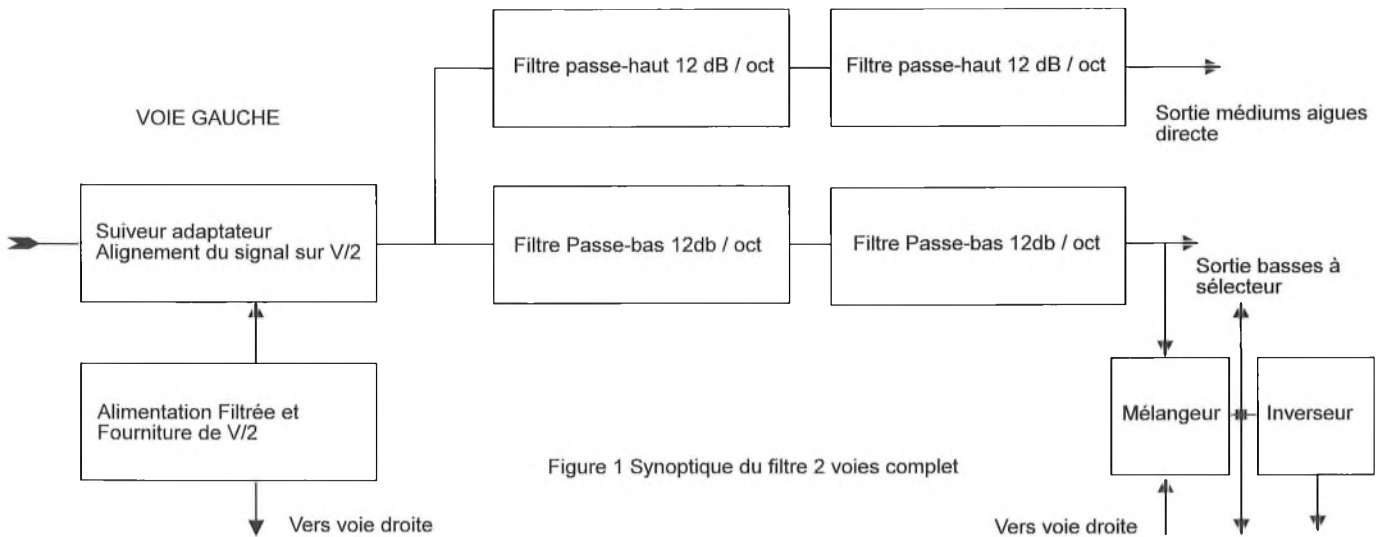 Filtre passe-haut 12 dB / oct
Filtre passe-haut 12 dB / oct
VOIE GAUCHE
Sortie médiums aigues
directe
Suiveur adaptateur
Alignement du signal sur V/2
Filtre Passe-bas 12db / oct
Filtre Passe-bas 12db / oct
Sortie basses à
sélecteur
Alimentation Filtrée et
Fourniture de V/2
Mélangeur
Inverseur
Figure 1 Synoptique du filtre 2 voies complet
Vers voie droite
Vers voie droite